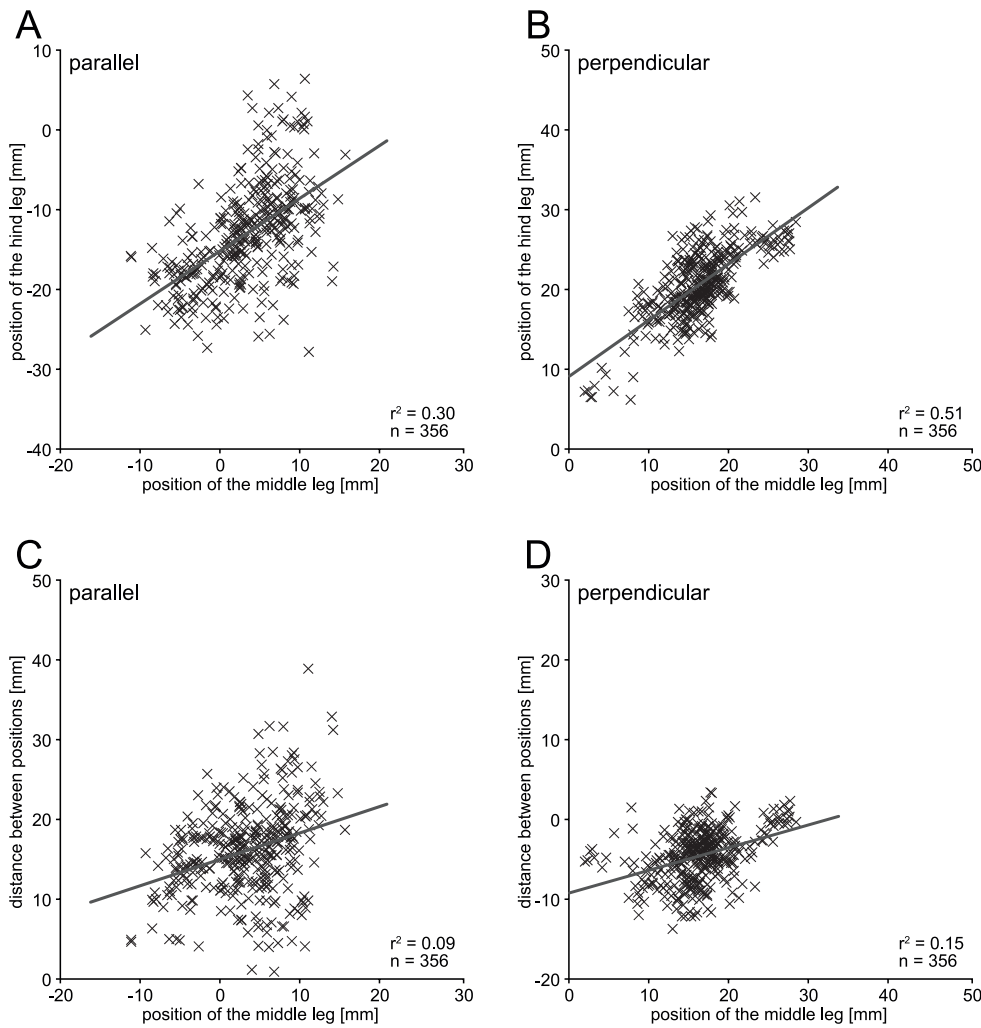 A
parallel
position of the hind leg [mm]
10
0
-10
-20
-30
-40
-20
-10
0
10
20
30
position of the middle leg [mm]
r² = 0.30
n = 356
B
perpendicular
position of the hind leg [mm]
50
40
30
20
10
0
0
10
20
30
40
50
position of the middle leg [mm]
r² = 0.51
n = 356
C
parallel
distance between positions [mm]
50
40
30
20
10
0
-20
-10
0
10
20
30
position of the middle leg [mm]
r² = 0.09
n = 356
D
perpendicular
distance between positions [mm]
30
20
10
0
-10
-20
0
10
20
30
40
50
position of the middle leg [mm]
r² = 0.15
n = 356